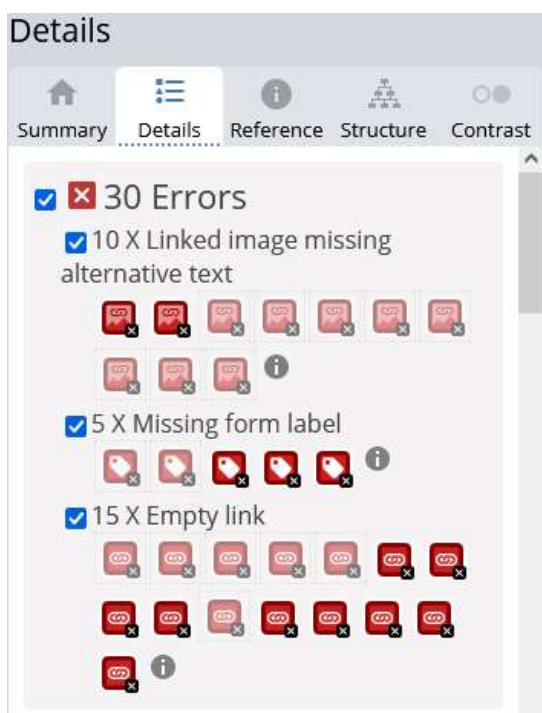 Details
Summary Details Reference Structure Contrast
30 Errors
10 X Linked image missing
alternative text
5 X Missing form label
15 X Empty link